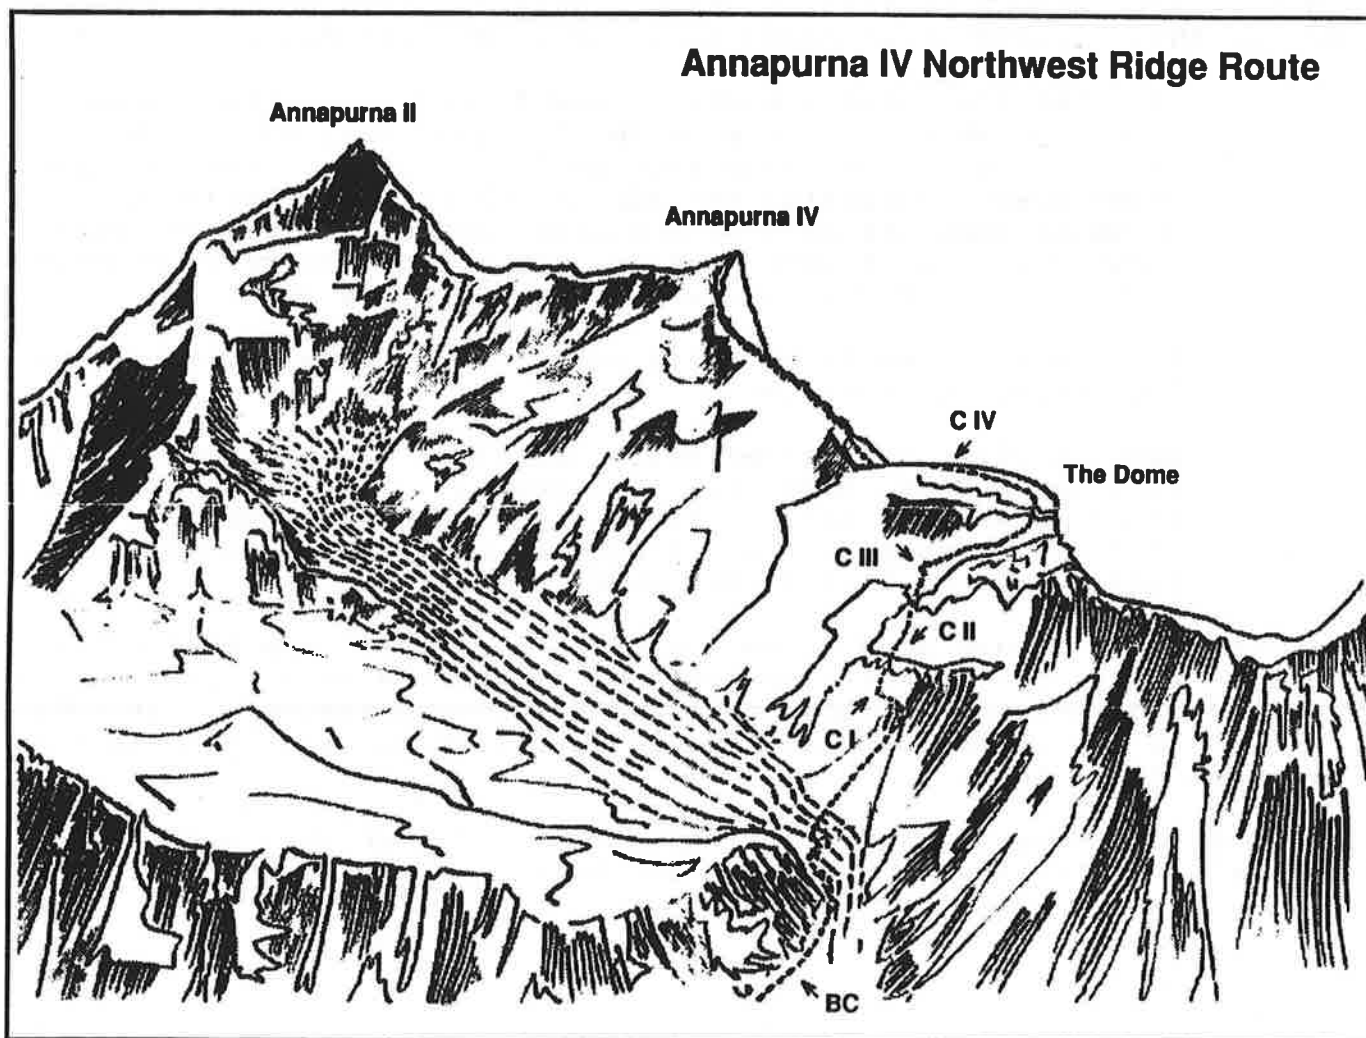 Annapurna IV Northwest Ridge Route
Annapurna II
Annapurna IV
C IV
The Dome
C III
C II
C I
BC